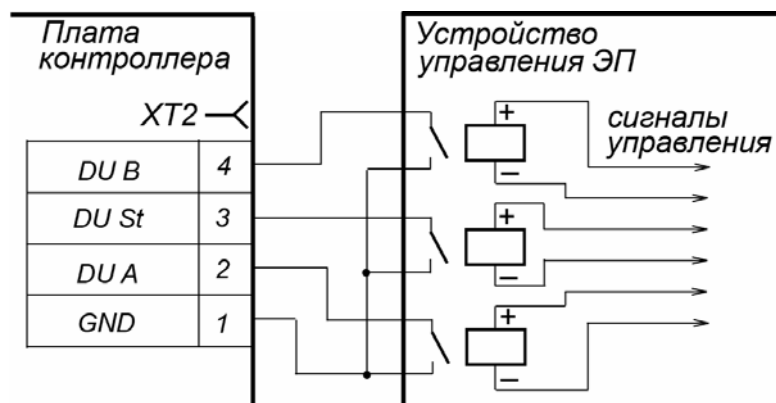 Плата
контроллера
XT2
DU B 4
DU St 3
DU A 2
GND 1
Устройство
управления ЭП
+
−
+
−
+
−
сигналы
управления